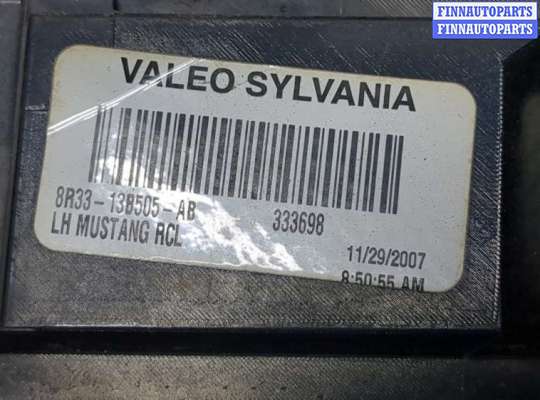 FINNAUTOPARTS
FINNAUTOPARTS
VALEO SYLVANIA
8R33-13B505-AB 333698
LH MUSTANG RCL
11/29/2007
8:50:55 AM